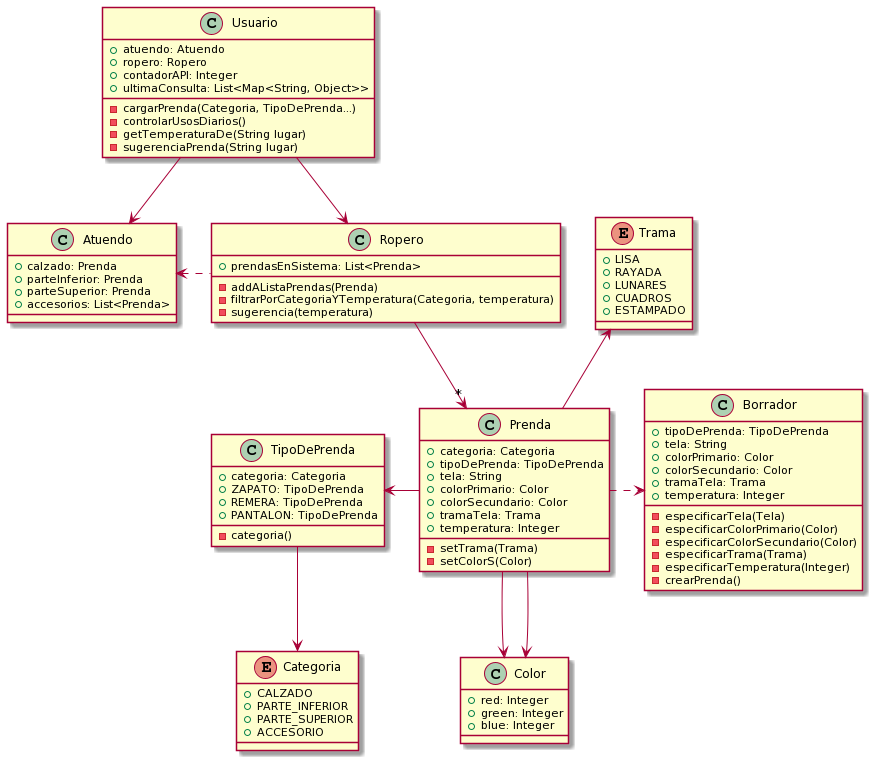 C Usuario
atuendo: Atuendo
ropero: Ropero
contadorAPI: Integer
ultimaConsulta: List<Map<String, Object>>
cargarPrenda(Categoria, TipoDePrenda...)
controlarUsosDiarios()
getTemperaturaDe(String lugar)
sugerenciaPrenda(String lugar)
C Atuendo
calzado: Prenda
parteInferior: Prenda
parteSuperior: Prenda
accesorios: List<Prenda>
C Ropero
prendasEnSistema: List<Prenda>
addAListaPrendas(Prenda)
filtrarPorCategoriaYTemperatura(Categoria, temperatura)
sugerencia(temperatura)
E Trama
LISA
RAYADA
LUNARES
CUADROS
ESTAMPADO
*
C TipoDePrenda
categoria: Categoria
ZAPATO: TipoDePrenda
REMERA: TipoDePrenda
PANTALON: TipoDePrenda
categoria()
C Prenda
categoria: Categoria
tipoDePrenda: TipoDePrenda
tela: String
colorPrimario: Color
colorSecundario: Color
tramaTela: Trama
temperatura: Integer
setTrama(Trama)
setColorS(Color)
C Borrador
tipoDePrenda: TipoDePrenda
tela: String
colorPrimario: Color
colorSecundario: Color
tramaTela: Trama
temperatura: Integer
especificarTela(Tela)
especificarColorPrimario(Color)
especificarColorSecundario(Color)
especificarTrama(Trama)
especificarTemperatura(Integer)
crearPrenda()
E Categoria
CALZADO
PARTE_INFERIOR
PARTE_SUPERIOR
ACCESORIO
C Color
red: Integer
green: Integer
blue: Integer